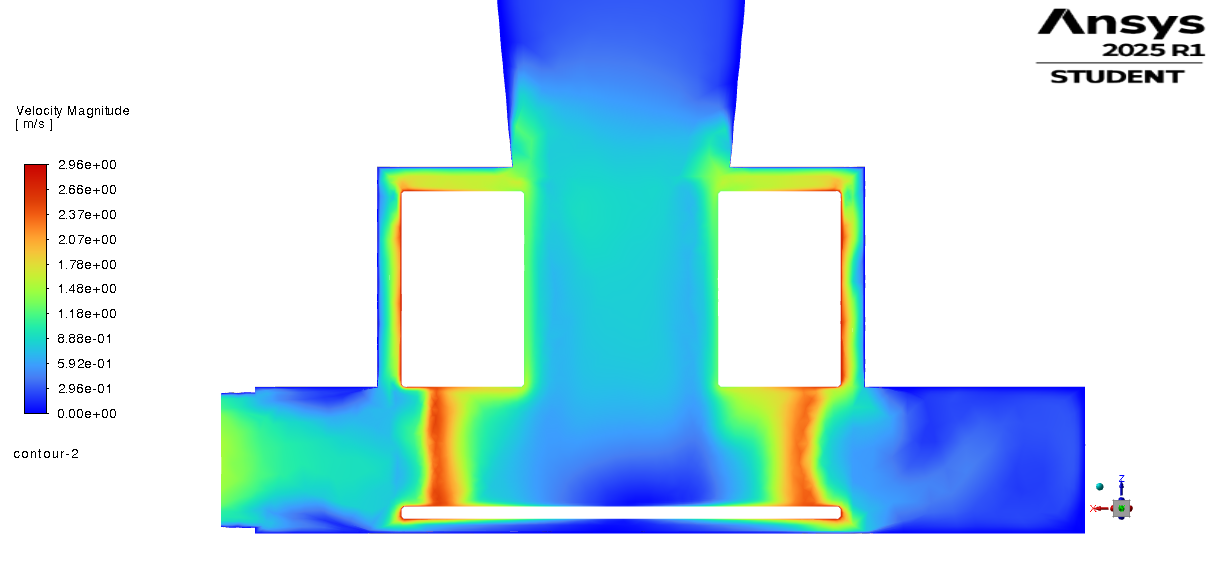 Ansys
2025 R1
STUDENT
Velocity Magnitude
[ m/s ]
2.96e+00
2.66e+00
2.37e+00
2.07e+00
1.78e+00
1.48e+00
1.18e+00
8.88e-01
5.92e-01
2.96e-01
0.00e+00
contour-2
Z
X